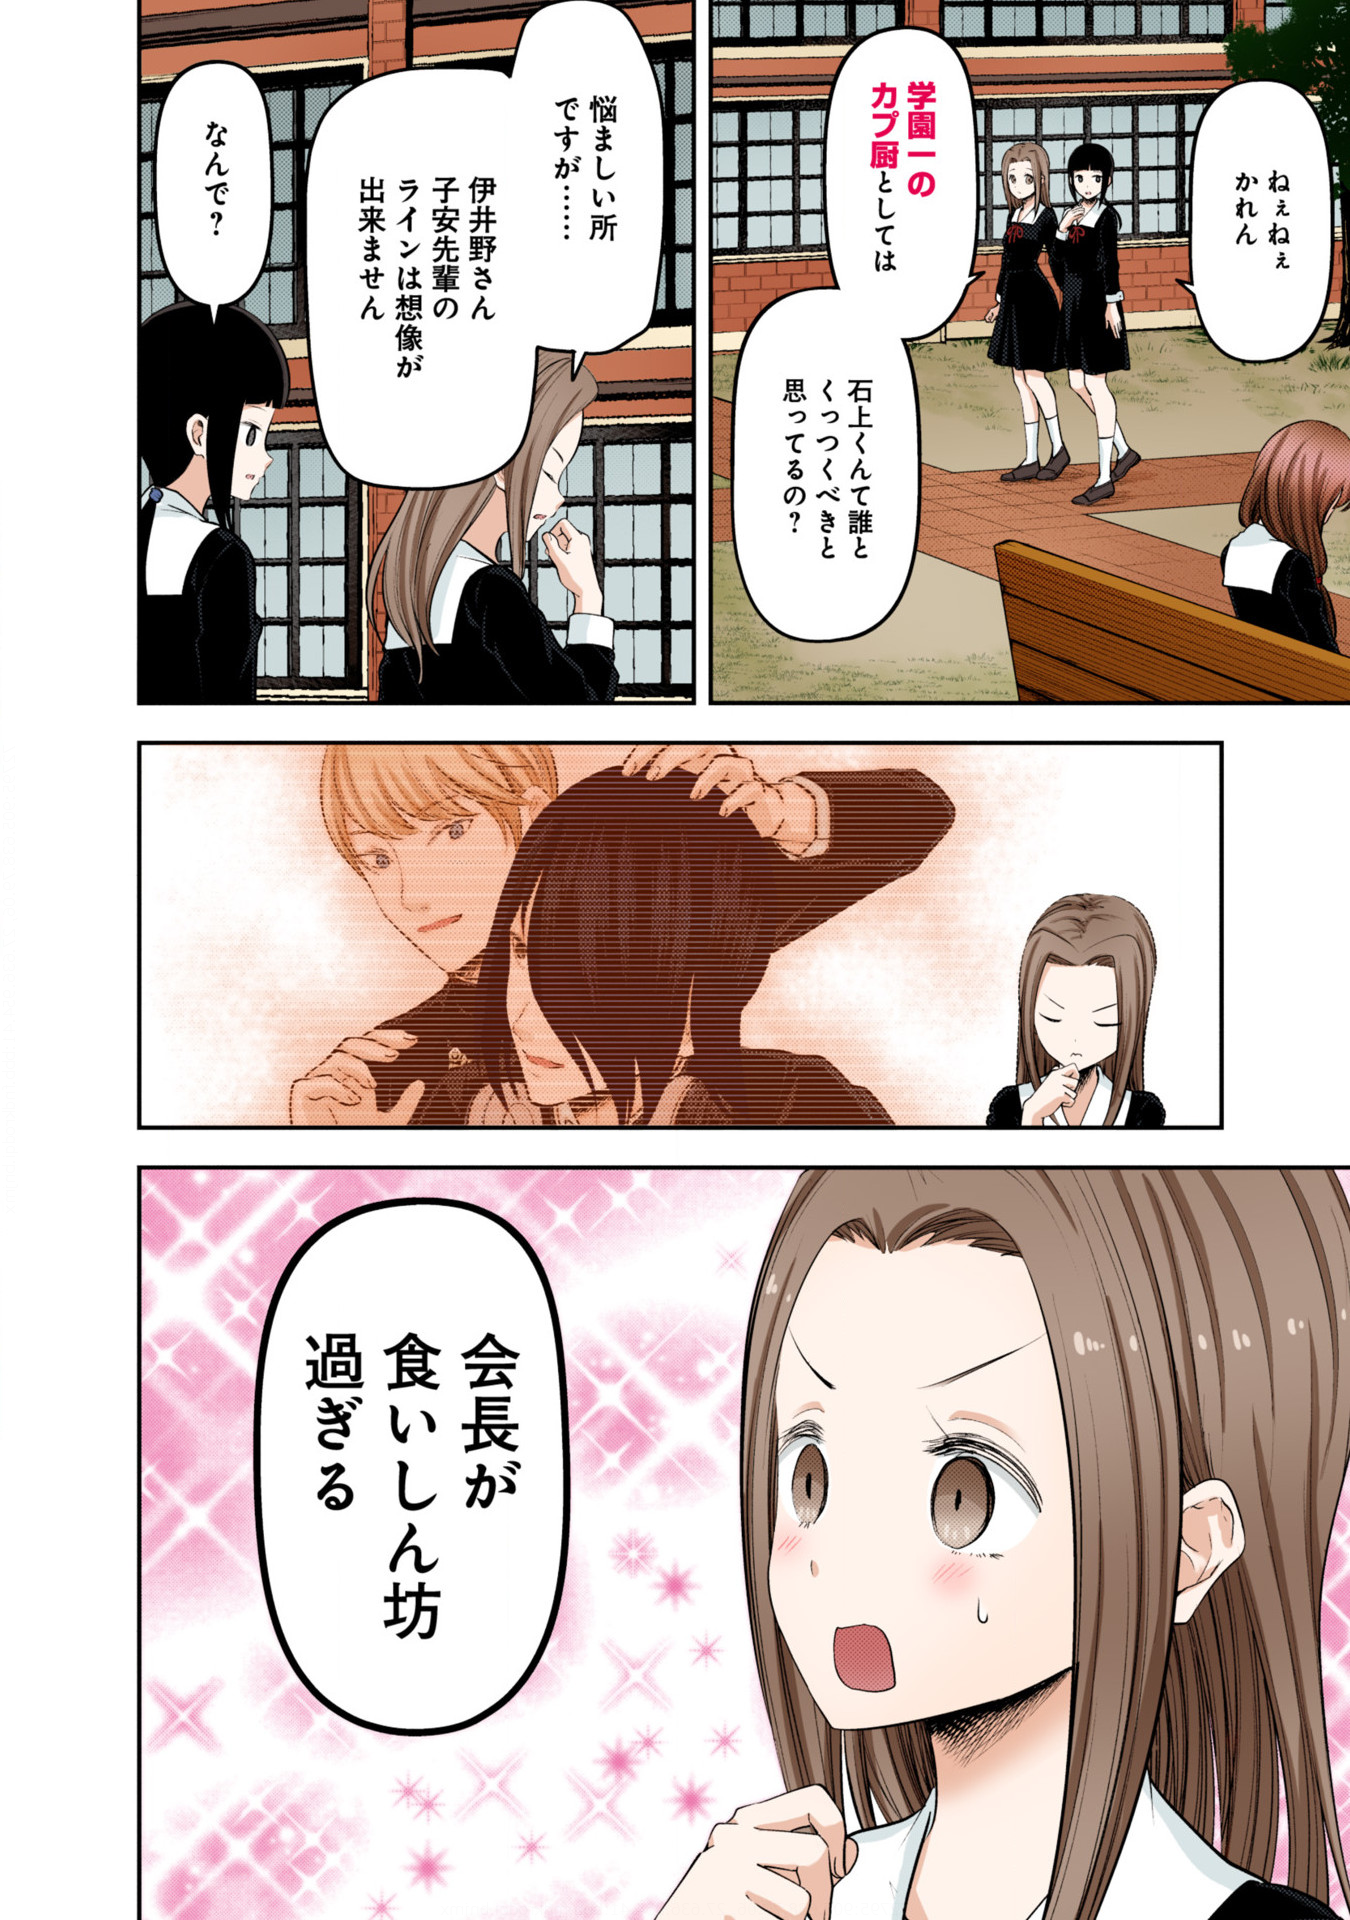 ねぇねぇ
かれん
学園一の
カプ厨としては
石上くんて誰と
くっつくべきと
思ってるの？
悩ましい所
ですが……
伊井野さん
子安先輩の
ラインは想像が
出来ません
なんで？
会長が
食いしん坊
過ぎる